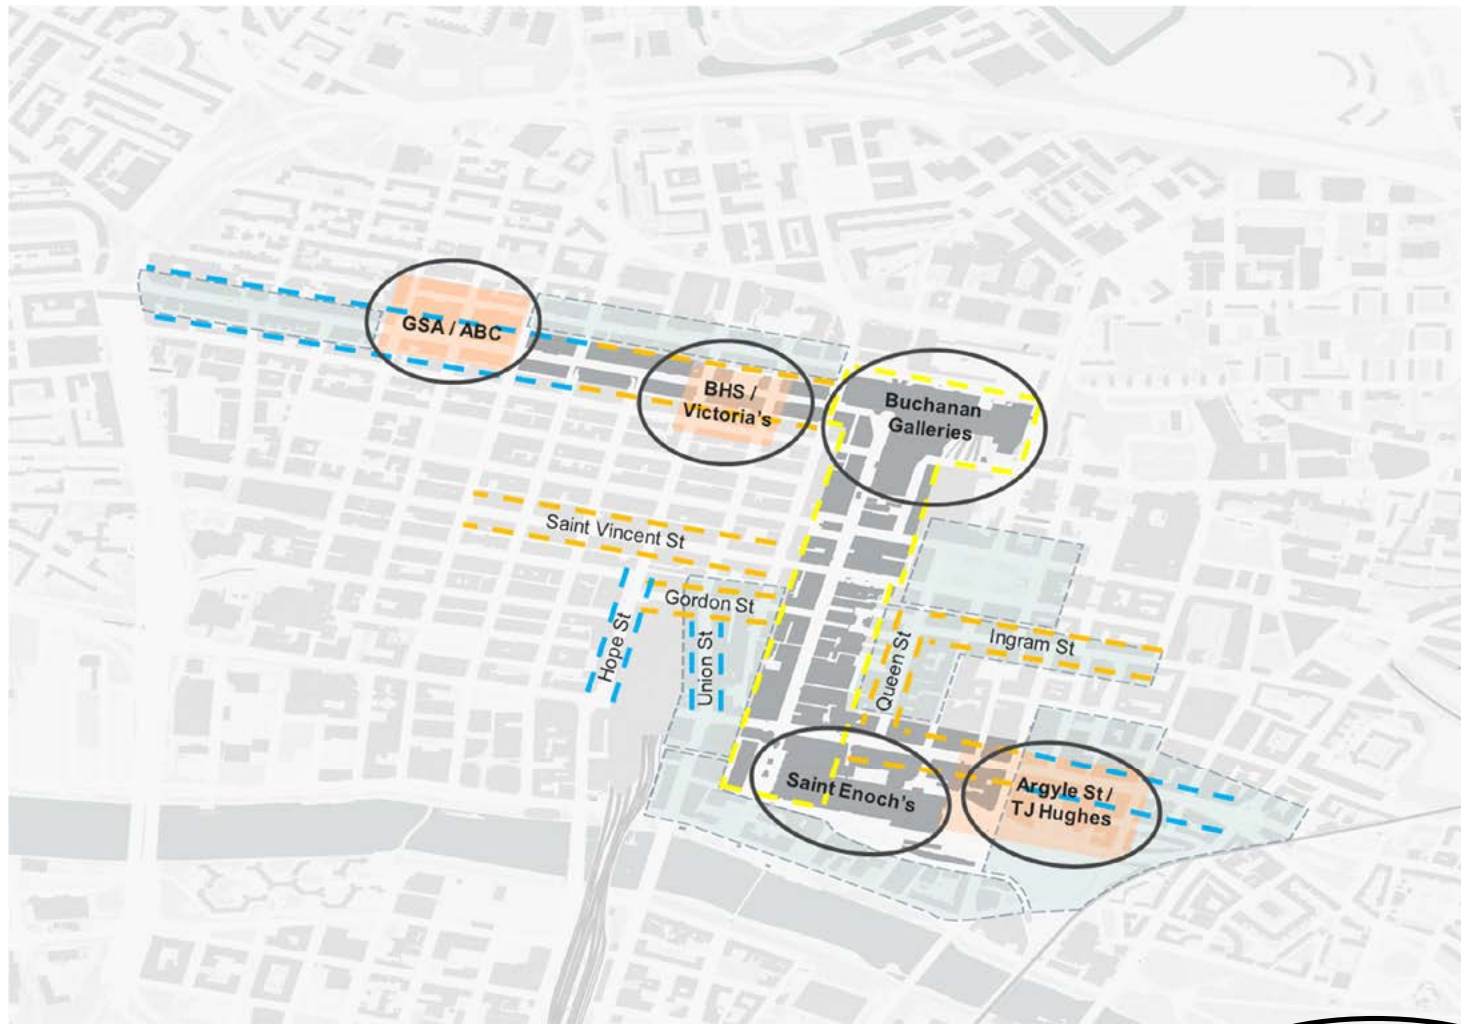 GSA / ABC
BHS /
Victoria's
Buchanan
Galleries
Saint Vincent St
Gordon St
Hope St
Union St
Queen St
Ingram St
Saint Enoch's
Argyle St /
TJ Hughes